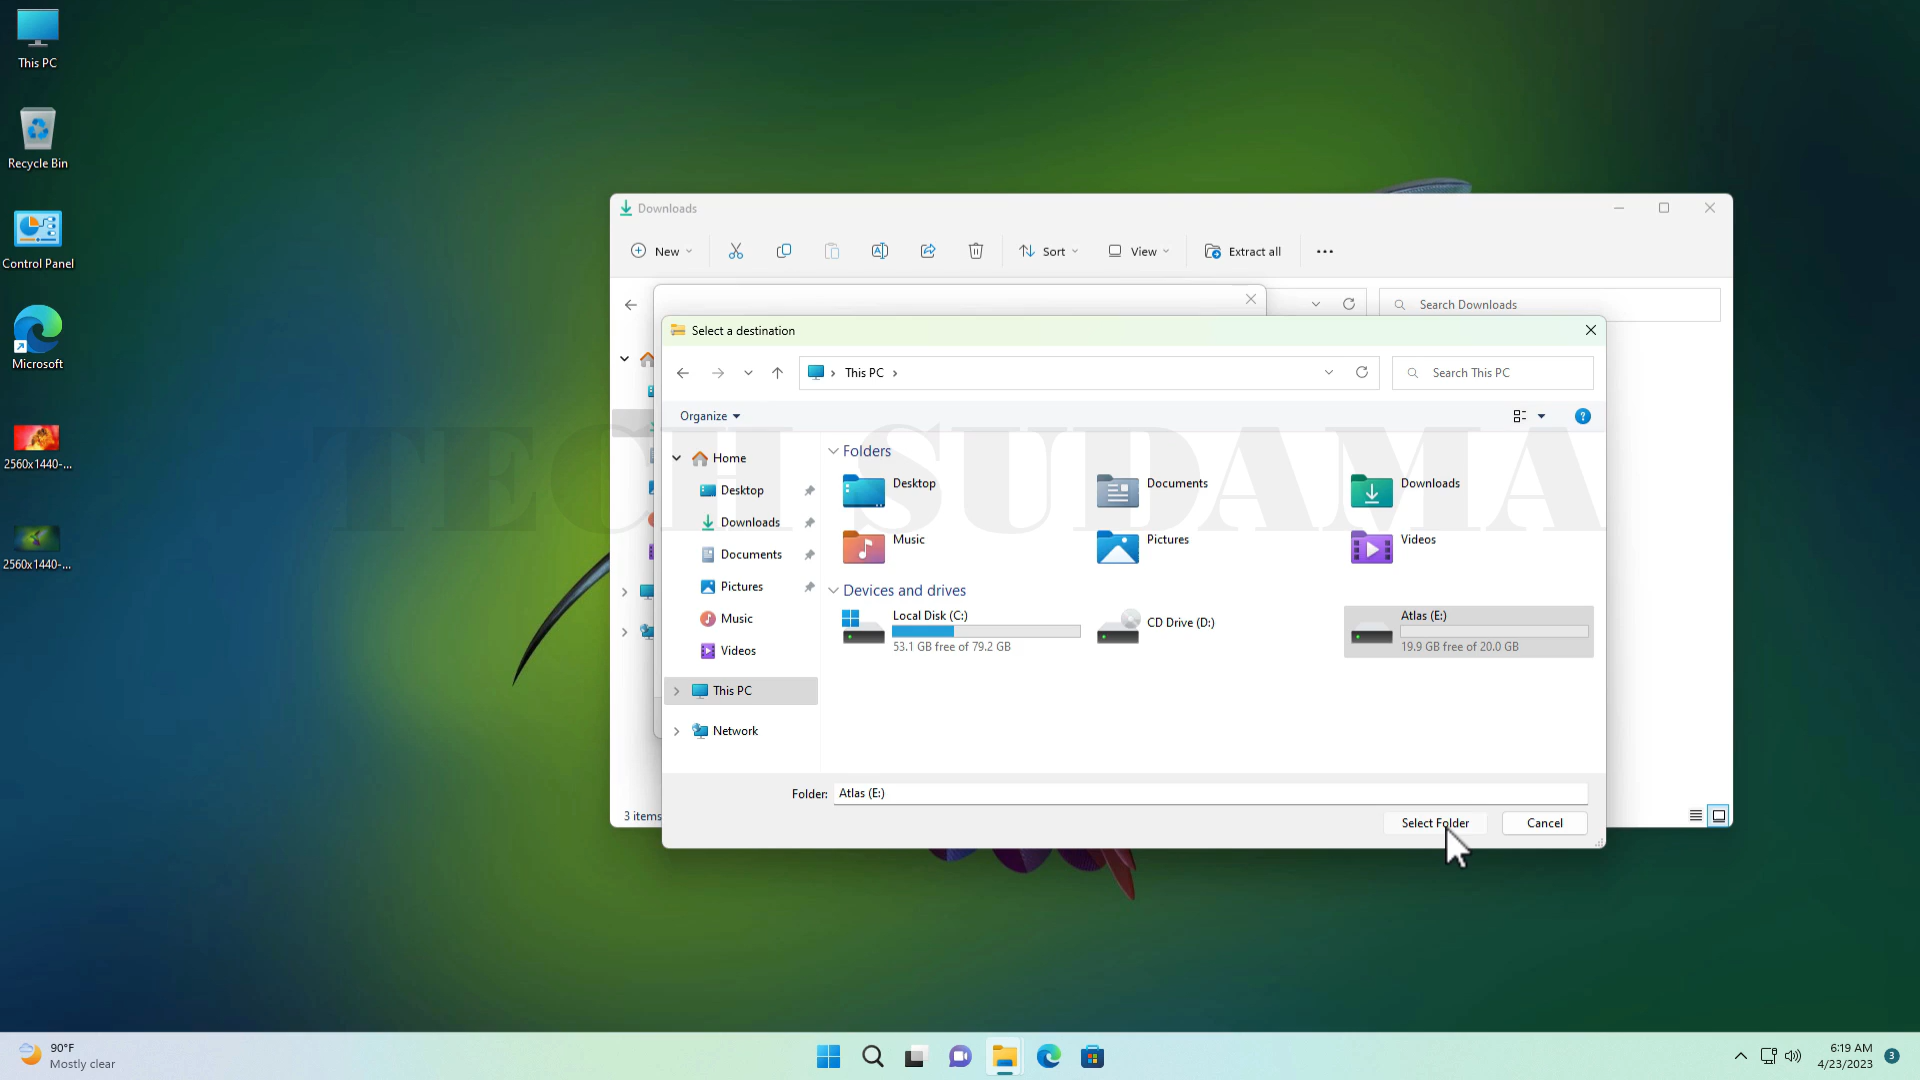 This PC
Recycle Bin
Control Panel
Microsoft
2560x1440-...
2560x1440-...
Downloads
New
Sort
View
Extract all
Search Downloads
Select a destination
This PC
Search This PC
Organize
Home
Desktop
Downloads
Documents
Pictures
Music
Videos
This PC
Network
Folders
Desktop
Documents
Downloads
Music
Pictures
Videos
Devices and drives
Local Disk (C:)
53.1 GB free of 79.2 GB
CD Drive (D:)
Atlas (E:)
19.9 GB free of 20.0 GB
TECH SUDAMA
Folder: Atlas (E:)
Select Folder
Cancel
3 items
90°F
Mostly clear
6:19 AM
4/23/2023
3